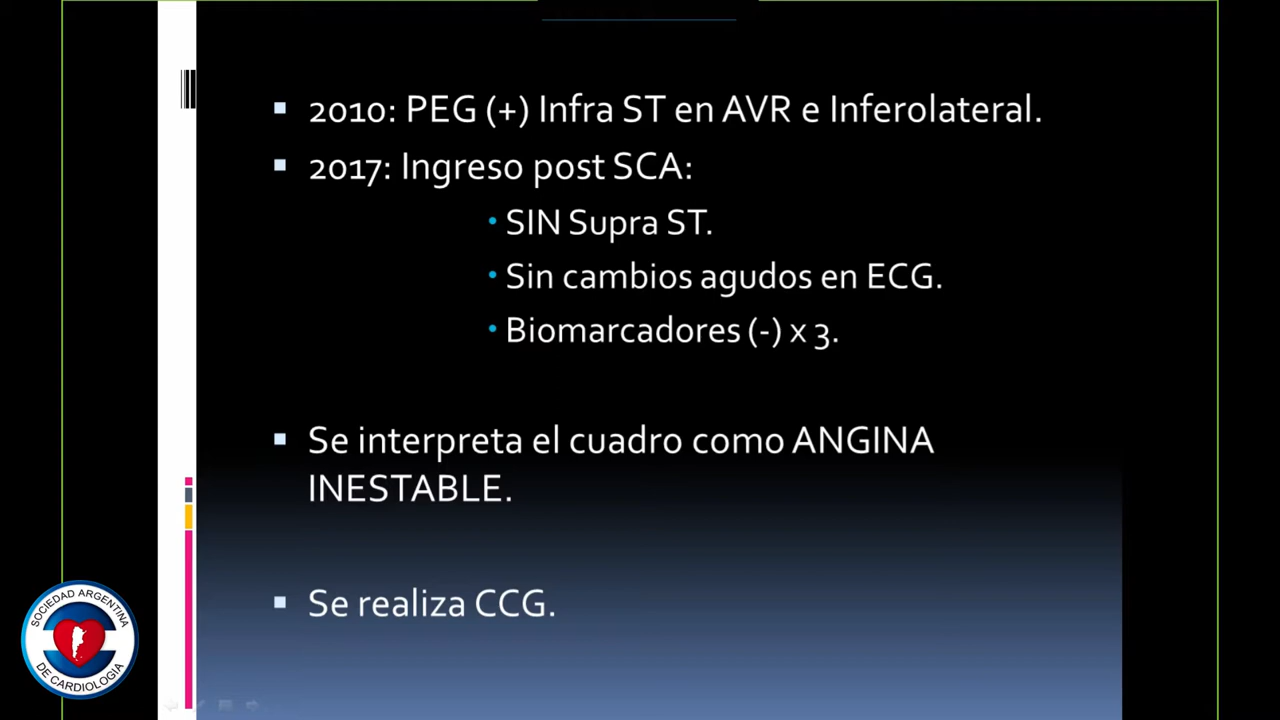 2010: PEG (+) Infra ST en AVR e Inferolateral.
2017: Ingreso post SCA:
SIN Supra ST.
Sin cambios agudos en ECG.
Biomarcadores (-) x 3.
Se interpreta el cuadro como ANGINA
INESTABLE.
Se realiza CCG.
SOCIEDAD ARGENTINA
DE CARDIOLOGIA